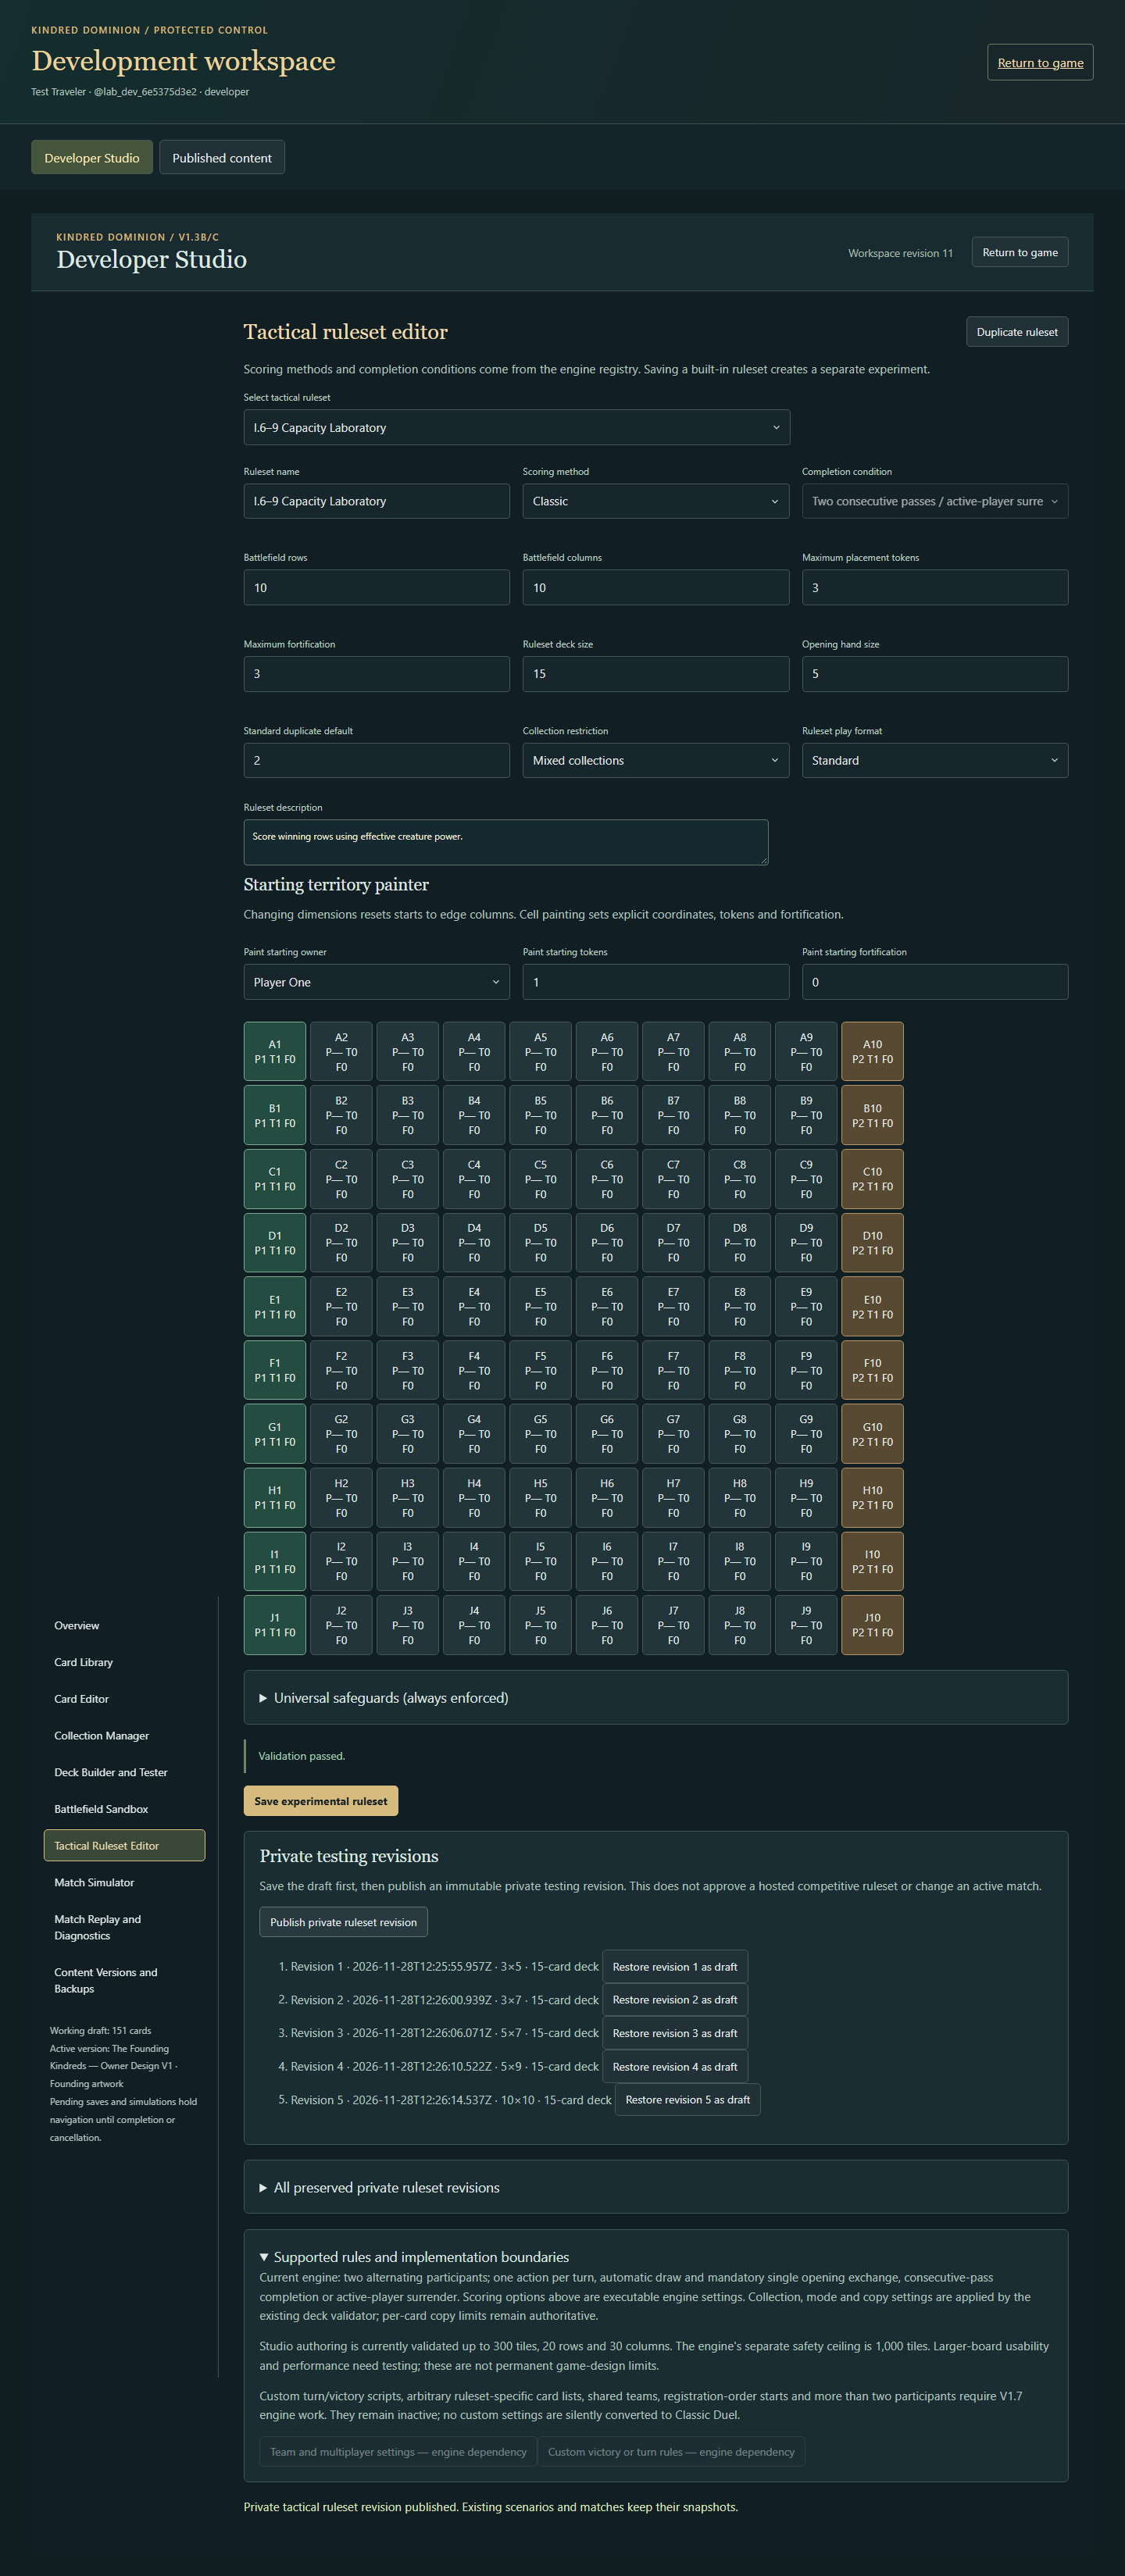 KINDRED DOMINION / PROTECTED CONTROL
Development workspace
Test Traveler · @lab_dev_6e5375d3e2 · developer
Return to game
Developer Studio
Published content
KINDRED DOMINION / V1.3B/C
Developer Studio
Workspace revision 11
Return to game
Tactical ruleset editor
Duplicate ruleset
Scoring methods and completion conditions come from the engine registry. Saving a built-in ruleset creates a separate experiment.
Select tactical ruleset
I.6–9 Capacity Laboratory
Ruleset name
Scoring method
Completion condition
I.6–9 Capacity Laboratory
Classic
Two consecutive passes / active-player surre
Battlefield rows
Battlefield columns
Maximum placement tokens
10
10
3
Maximum fortification
Ruleset deck size
Opening hand size
3
15
5
Standard duplicate default
Collection restriction
Ruleset play format
2
Mixed collections
Standard
Ruleset description
Score winning rows using effective creature power.
Starting territory painter
Changing dimensions resets starts to edge columns. Cell painting sets explicit coordinates, tokens and fortification.
Paint starting owner
Paint starting tokens
Paint starting fortification
Player One
1
0
A1 P1 T1 F0
A2 P— T0 F0
A3 P— T0 F0
A4 P— T0 F0
A5 P— T0 F0
A6 P— T0 F0
A7 P— T0 F0
A8 P— T0 F0
A9 P— T0 F0
A10 P2 T1 F0
B1 P1 T1 F0
B2 P— T0 F0
B3 P— T0 F0
B4 P— T0 F0
B5 P— T0 F0
B6 P— T0 F0
B7 P— T0 F0
B8 P— T0 F0
B9 P— T0 F0
B10 P2 T1 F0
C1 P1 T1 F0
C2 P— T0 F0
C3 P— T0 F0
C4 P— T0 F0
C5 P— T0 F0
C6 P— T0 F0
C7 P— T0 F0
C8 P— T0 F0
C9 P— T0 F0
C10 P2 T1 F0
D1 P1 T1 F0
D2 P— T0 F0
D3 P— T0 F0
D4 P— T0 F0
D5 P— T0 F0
D6 P— T0 F0
D7 P— T0 F0
D8 P— T0 F0
D9 P— T0 F0
D10 P2 T1 F0
E1 P1 T1 F0
E2 P— T0 F0
E3 P— T0 F0
E4 P— T0 F0
E5 P— T0 F0
E6 P— T0 F0
E7 P— T0 F0
E8 P— T0 F0
E9 P— T0 F0
E10 P2 T1 F0
F1 P1 T1 F0
F2 P— T0 F0
F3 P— T0 F0
F4 P— T0 F0
F5 P— T0 F0
F6 P— T0 F0
F7 P— T0 F0
F8 P— T0 F0
F9 P— T0 F0
F10 P2 T1 F0
G1 P1 T1 F0
G2 P— T0 F0
G3 P— T0 F0
G4 P— T0 F0
G5 P— T0 F0
G6 P— T0 F0
G7 P— T0 F0
G8 P— T0 F0
G9 P— T0 F0
G10 P2 T1 F0
H1 P1 T1 F0
H2 P— T0 F0
H3 P— T0 F0
H4 P— T0 F0
H5 P— T0 F0
H6 P— T0 F0
H7 P— T0 F0
H8 P— T0 F0
H9 P— T0 F0
H10 P2 T1 F0
I1 P1 T1 F0
I2 P— T0 F0
I3 P— T0 F0
I4 P— T0 F0
I5 P— T0 F0
I6 P— T0 F0
I7 P— T0 F0
I8 P— T0 F0
I9 P— T0 F0
I10 P2 T1 F0
J1 P1 T1 F0
J2 P— T0 F0
J3 P— T0 F0
J4 P— T0 F0
J5 P— T0 F0
J6 P— T0 F0
J7 P— T0 F0
J8 P— T0 F0
J9 P— T0 F0
J10 P2 T1 F0
Overview
Card Library
Card Editor
Collection Manager
Deck Builder and Tester
Battlefield Sandbox
Tactical Ruleset Editor
Match Simulator
Match Replay and
Diagnostics
Content Versions and
Backups
Working draft: 151 cards
Active version: The Founding
Kindreds — Owner Design V1 ·
Founding artwork
Pending saves and simulations hold
navigation until completion or
cancellation.
Universal safeguards (always enforced)
Validation passed.
Save experimental ruleset
Private testing revisions
Save the draft first, then publish an immutable private testing revision. This does not approve a hosted competitive ruleset or change an active match.
Publish private ruleset revision
1. Revision 1 · 2026-11-28T12:25:55.957Z · 3×5 · 15-card deck Restore revision 1 as draft
2. Revision 2 · 2026-11-28T12:26:00.939Z · 3×7 · 15-card deck Restore revision 2 as draft
3. Revision 3 · 2026-11-28T12:26:06.071Z · 5×7 · 15-card deck Restore revision 3 as draft
4. Revision 4 · 2026-11-28T12:26:10.522Z · 5×9 · 15-card deck Restore revision 4 as draft
5. Revision 5 · 2026-11-28T12:26:14.537Z · 10×10 · 15-card deck Restore revision 5 as draft
All preserved private ruleset revisions
Supported rules and implementation boundaries
Current engine: two alternating participants; one action per turn, automatic draw and mandatory single opening exchange, consecutive-pass
completion or active-player surrender. Scoring options above are executable engine settings. Collection, mode and copy settings are applied by the
existing deck validator; per-card copy limits remain authoritative.
Studio authoring is currently validated up to 300 tiles, 20 rows and 30 columns. The engine's separate safety ceiling is 1,000 tiles. Larger-board usability
and performance need testing; these are not permanent game-design limits.
Custom turn/victory scripts, arbitrary ruleset-specific card lists, shared teams, registration-order starts and more than two participants require V1.7
engine work. They remain inactive; no custom settings are silently converted to Classic Duel.
Team and multiplayer settings — engine dependency
Custom victory or turn rules — engine dependency
Private tactical ruleset revision published. Existing scenarios and matches keep their snapshots.